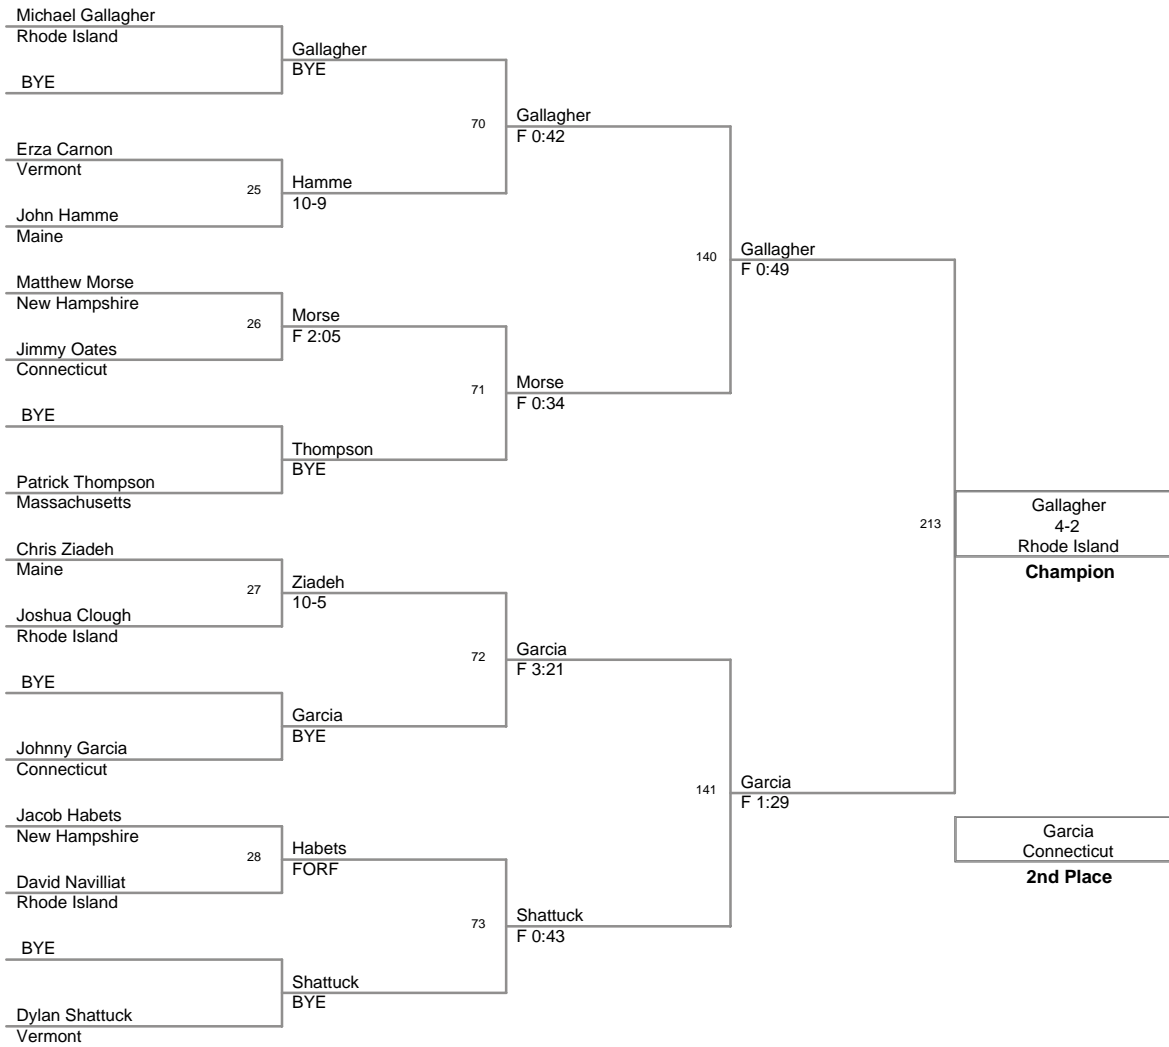 Michael Gallagher
Rhode Island
BYE
Erza Carnon
Vermont
25
John Hamme
Maine
Matthew Morse
New Hampshire
26
Jimmy Oates
Connecticut
BYE
Patrick Thompson
Massachusetts
Chris Ziadeh
Maine
27
Joshua Clough
Rhode Island
BYE
Johnny Garcia
Connecticut
Jacob Habets
New Hampshire
28
David Navilliat
Rhode Island
BYE
Dylan Shattuck
Vermont
Gallagher
BYE
70
Hamme
10-9
Morse
F 2:05
71
Thompson
BYE
Ziadeh
10-5
72
Garcia
BYE
Habets
FORF
73
Shattuck
BYE
Gallagher
F 0:42
140
Morse
F 0:34
Garcia
F 3:21
141
Shattuck
F 0:43
Gallagher
F 0:49
213
Garcia
F 1:29
Gallagher
4-2
Rhode Island
Champion
Garcia
Connecticut
2nd Place